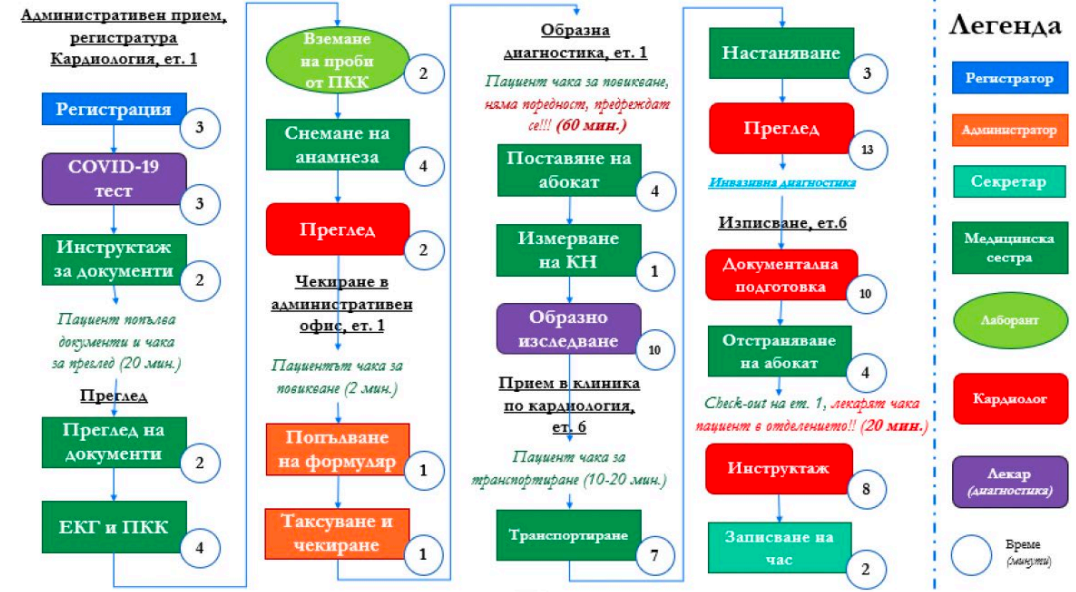 Административен прием,
регистратура
Кардиология, ет. 1
Регистрация
3
COVID-19
тест
3
Инструктаж
за документи
2
Пациент попълва
документи и чака
за преглед (20 мин.)
Преглед
Преглед на
документи
2
ЕКГ и ПКК
4
Вземане
на проби
от ПКК
2
Снемане на
анамнеза
4
Преглед
2
Чекиране в
административен
офис, ет. 1
Пациентът чака за
повикване (2 мин.)
Попълване
на формуляр
1
Таксуване и
чекиране
1
Образна
диагностика, ет. 1
Пациент чака за повикване,
няма поредност, предреждат
се!!! (60 мин.)
Поставяне на
абокат
4
Измерване
на КН
1
Образно
изследване
10
Прием в клиника
по кардиология,
ет. 6
Пациент чака за
транспортиране (10-20 мин.)
Транспортиране
7
Настаняване
3
Преглед
13
Инвазивна диагностика
Изписване, ет.6
Документална
подготовка
10
Отстраняване
на абокат
4
Check-out на ет. 1, лекарят чака
пациент в отделението!! (20 мин.)
Инструктаж
8
Записване на
час
2
Легенда
Регистратор
Администратор
Секретар
Медицинска
сестра
Лаборант
Кардиолог
Лекар
(диагностика)
Време
(минути)